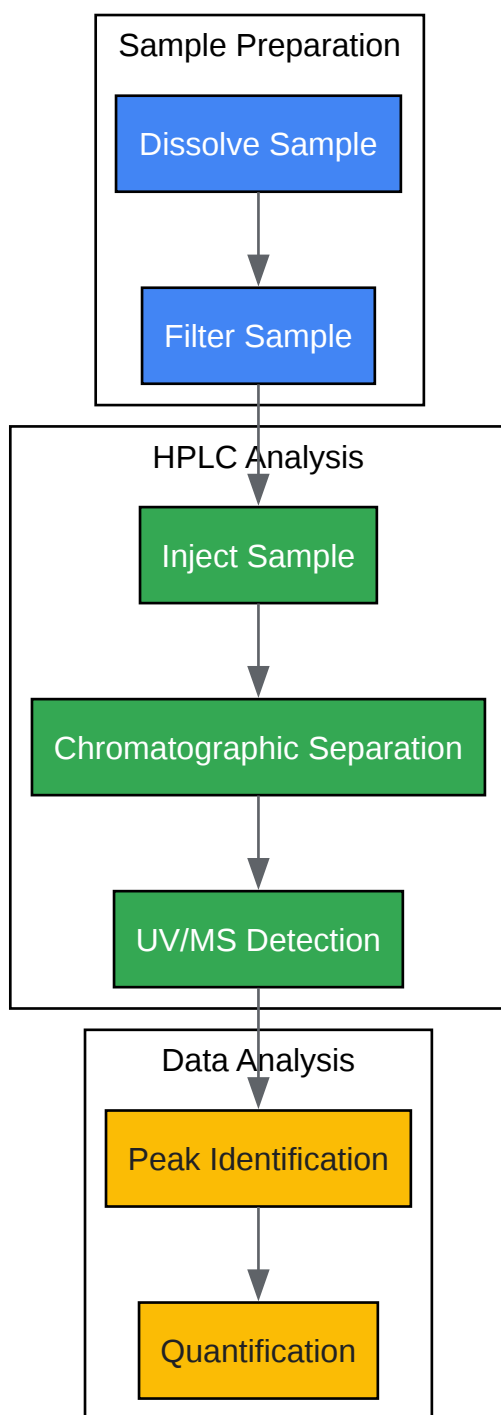 Sample Preparation
Dissolve Sample
Filter Sample
HPLC Analysis
Inject Sample
Chromatographic Separation
UV/MS Detection
Data Analysis
Peak Identification
Quantification